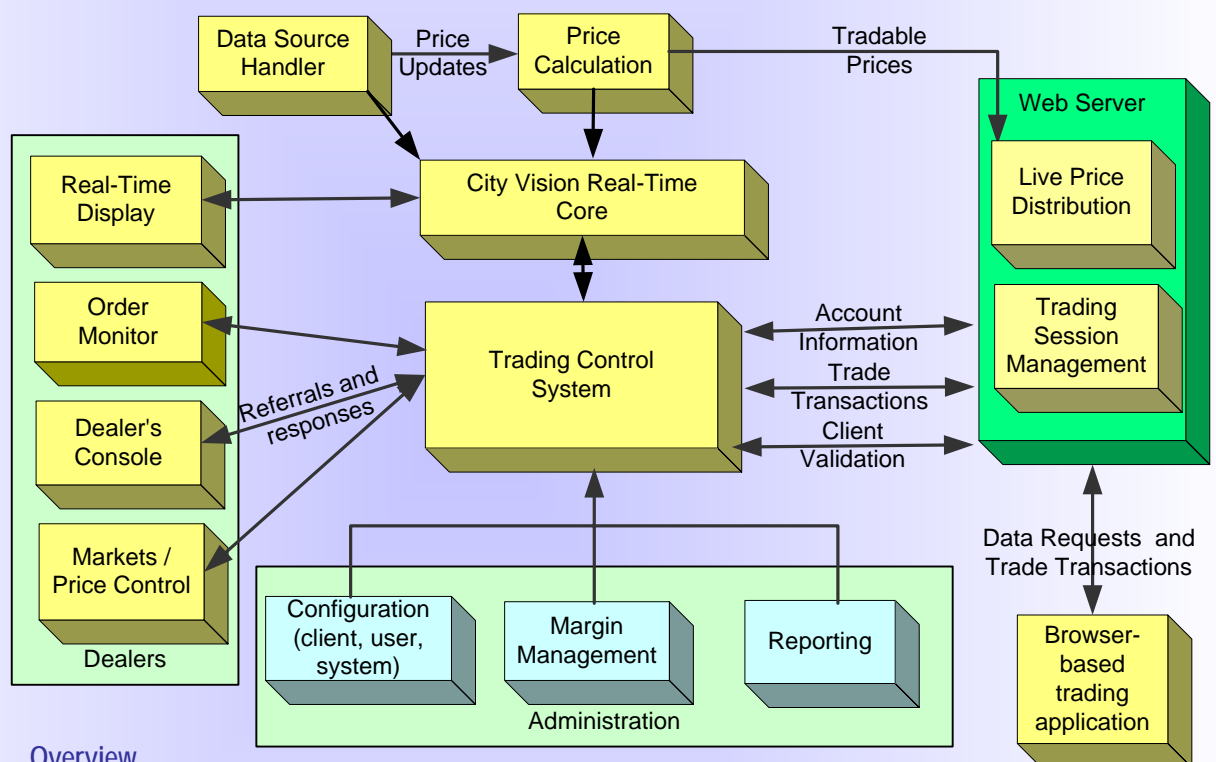 Data Source
Handler
Price
Updates
Price
Calculation
Tradable
Prices
Web Server
Live Price
Distribution
Trading
Session
Management
Real-Time
Display
City Vision Real-Time
Core
Order
Monitor
Trading Control
System
Account
Information
Trade
Transactions
Client
Validation
Referrals and
responses
Dealer's
Console
Markets /
Price Control
Dealers
Configuration
(client, user,
system)
Margin
Management
Reporting
Administration
Data Requests and
Trade Transactions
Browser-
based
trading
application
Overview